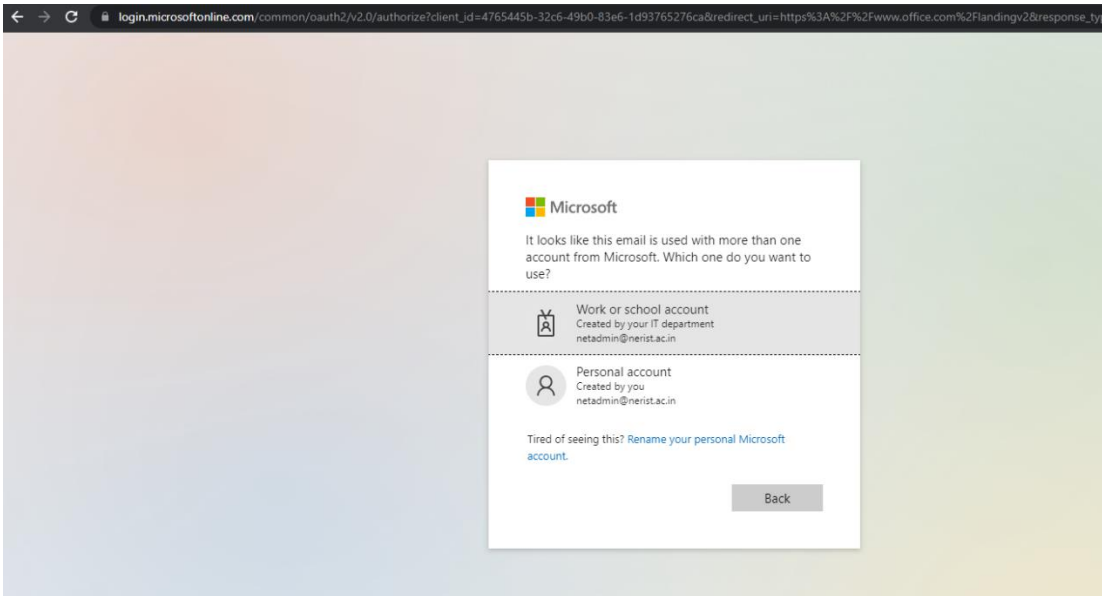 login.microsoftonline.com/common/oauth2/v2.0/authorize?client_id=4765445b-32c6-49b0-83e6-1d93765276ca&redirect_uri=https%3A%2F%2Fwww.office.com%2Flandingv2&response_ty
Microsoft
It looks like this email is used with more than one
account from Microsoft. Which one do you want to
use?
Work or school account
Created by your IT department
netadmin@nerist.ac.in
Personal account
Created by you
netadmin@nerist.ac.in
Tired of seeing this? Rename your personal Microsoft
account.
Back